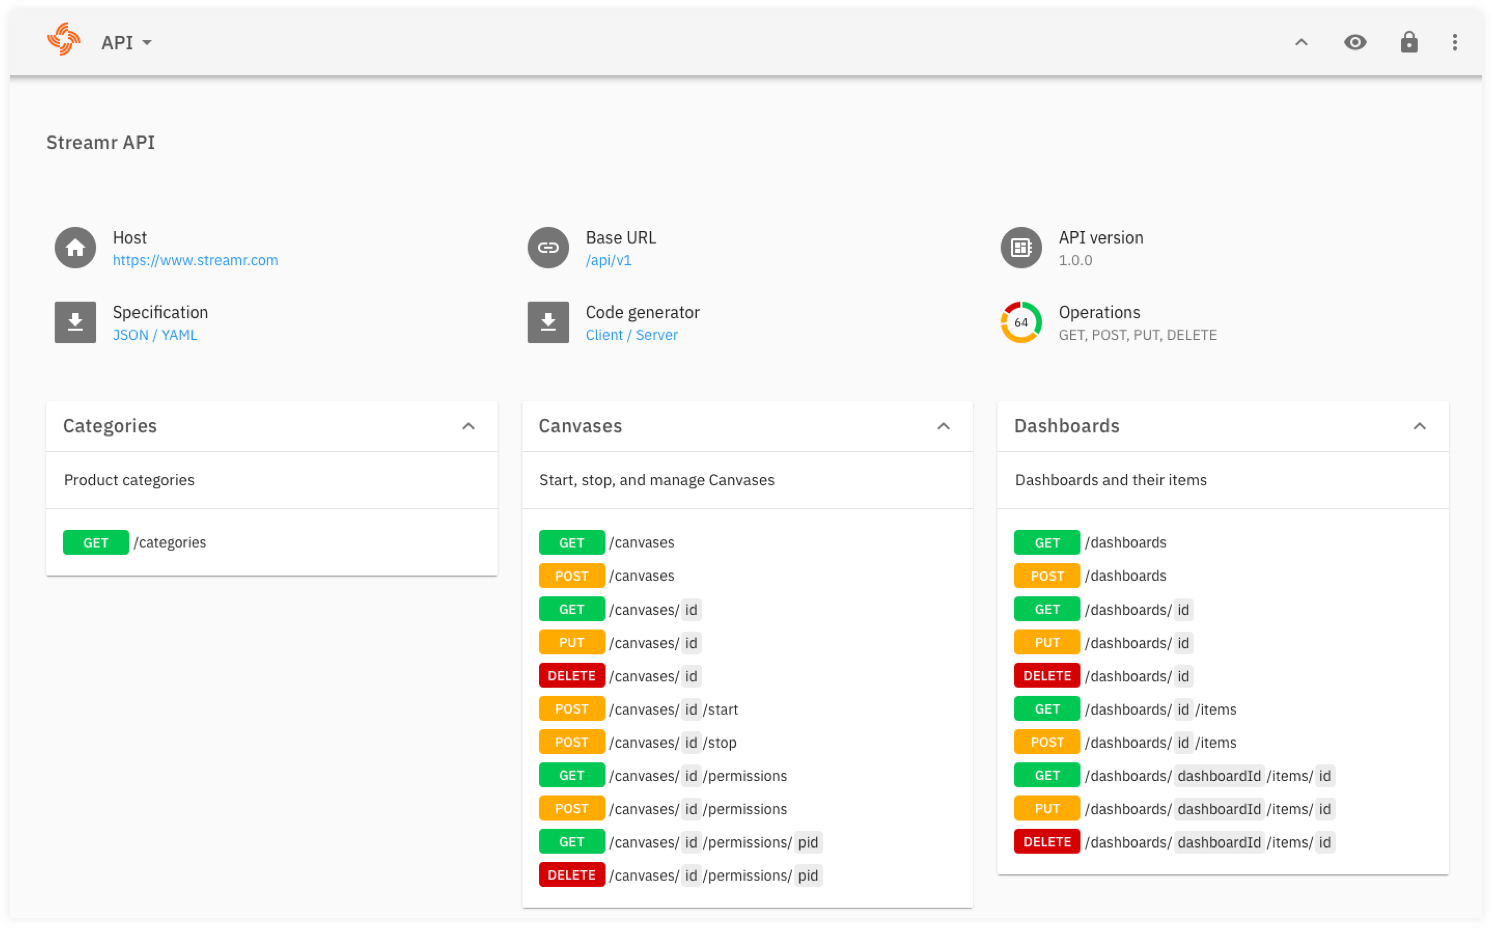 API
Streamr API
Host
https://www.streamr.com
Base URL
/api/v1
API version
1.0.0
Specification
JSON / YAML
Code generator
Client / Server
64
Operations
GET, POST, PUT, DELETE
Categories
Product categories
GET /categories
Canvases
Start, stop, and manage Canvases
GET /canvases
POST /canvases
GET /canvases/ id
PUT /canvases/ id
DELETE /canvases/ id
POST /canvases/ id /start
POST /canvases/ id /stop
GET /canvases/ id /permissions
POST /canvases/ id /permissions
GET /canvases/ id /permissions/ pid
DELETE /canvases/ id /permissions/ pid
Dashboards
Dashboards and their items
GET /dashboards
POST /dashboards
GET /dashboards/ id
PUT /dashboards/ id
DELETE /dashboards/ id
GET /dashboards/ id /items
POST /dashboards/ id /items
GET /dashboards/ dashboardId /items/ id
PUT /dashboards/ dashboardId /items/ id
DELETE /dashboards/ dashboardId /items/ id